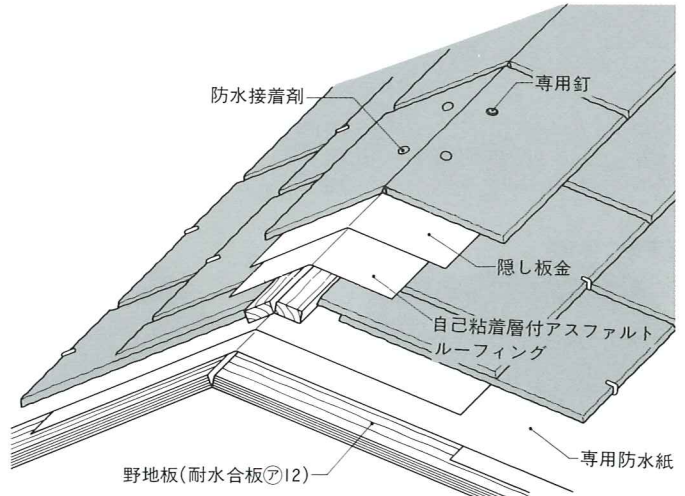 防水接着剤
専用釘
隠し板金
自己粘着層付アスファルト
ルーフィング
専用防水紙
野地板(耐水合板㋐12)